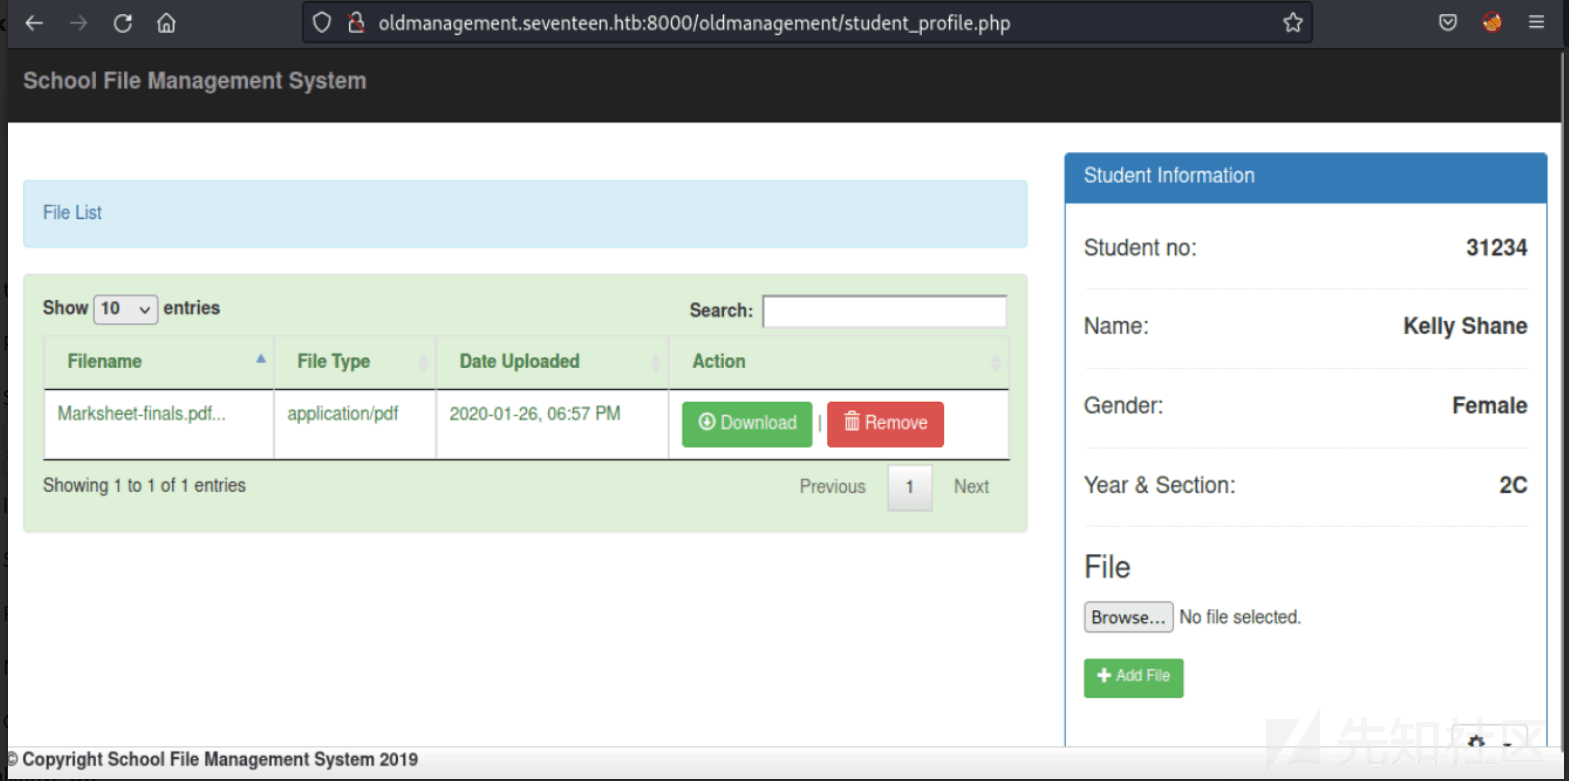 oldmanagement.seventeen.htb:8000/oldmanagement/student_profile.php
School File Management System
File List
Show 10 entries
Search:
Filename File Type Date Uploaded Action
Marksheet-finals.pdf... application/pdf 2020-01-26, 06:57 PM Download | Remove
Showing 1 to 1 of 1 entries
Previous 1 Next
Student Information
Student no: 31234
Name: Kelly Shane
Gender: Female
Year & Section: 2C
File
Browse... No file selected.
Add File
© Copyright School File Management System 2019
先知社区